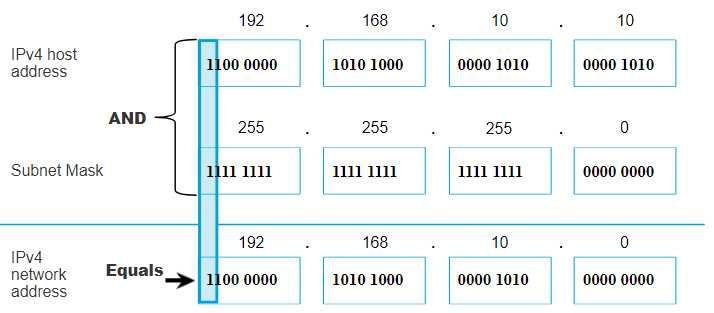 192 . 168 . 10 . 10
IPv4 host
address
1100 0000 1010 1000 0000 1010 0000 1010
AND
255 . 255 . 255 . 0
Subnet Mask
1111 1111 1111 1111 1111 1111 0000 0000
192 . 168 . 10 . 0
IPv4
network
address
Equals
1100 0000 1010 1000 0000 1010 0000 0000